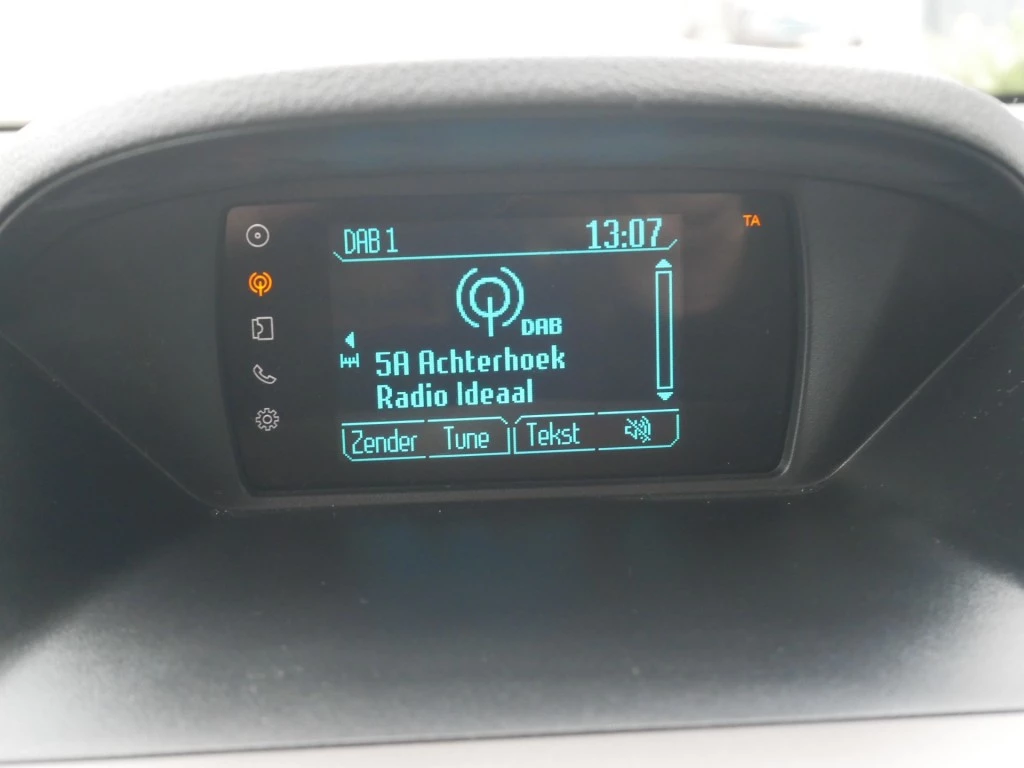 DAB 1 13:07 TA
DAB
5A Achterhoek
Radio Ideaal
Zender Tune Tekst